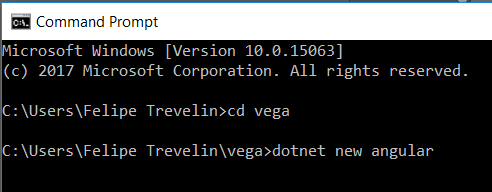 Command Prompt
Microsoft Windows [Version 10.0.15063]
(c) 2017 Microsoft Corporation. All rights reserved.
C:\Users\Felipe Trevelin>cd vega
C:\Users\Felipe Trevelin\vega>dotnet new angular